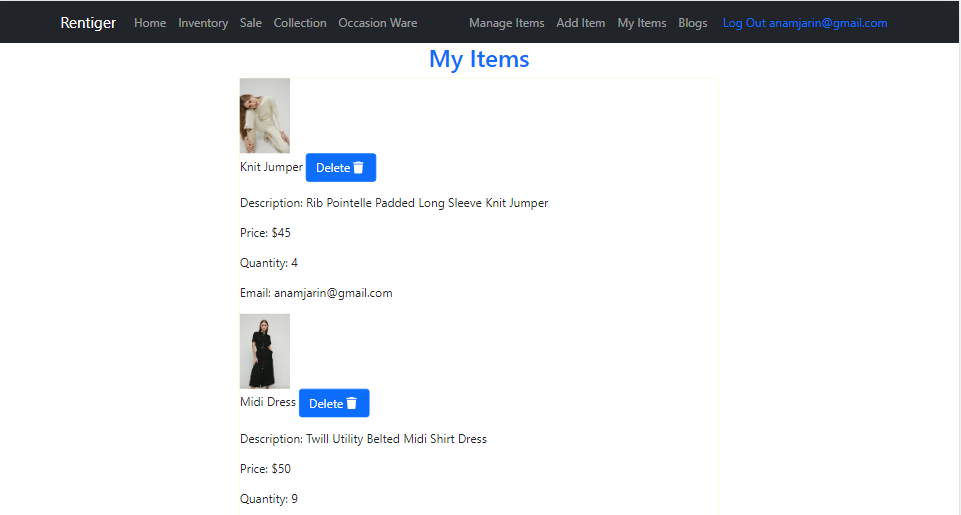 Rentiger Home Inventory Sale Collection Occasion Ware Manage Items Add Item My Items Blogs Log Out anamjarin@gmail.com
My Items
Knit Jumper Delete
Description: Rib Pointelle Padded Long Sleeve Knit Jumper
Price: $45
Quantity: 4
Email: anamjarin@gmail.com
Midi Dress Delete
Description: Twill Utility Belted Midi Shirt Dress
Price: $50
Quantity: 9